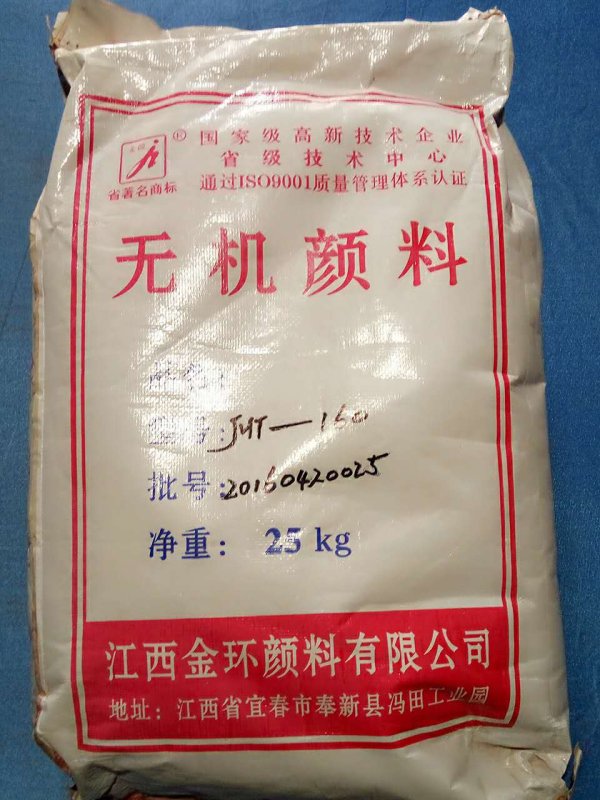 ®
国家级高新技术企业
省级技术中心
省著名商标
通过ISO9001质量管理体系认证
无机颜料
编号:JHT-160
批号:20160420025
净重: 25 kg
江西金环颜料有限公司
地址:江西省宜春市奉新县冯田工业园